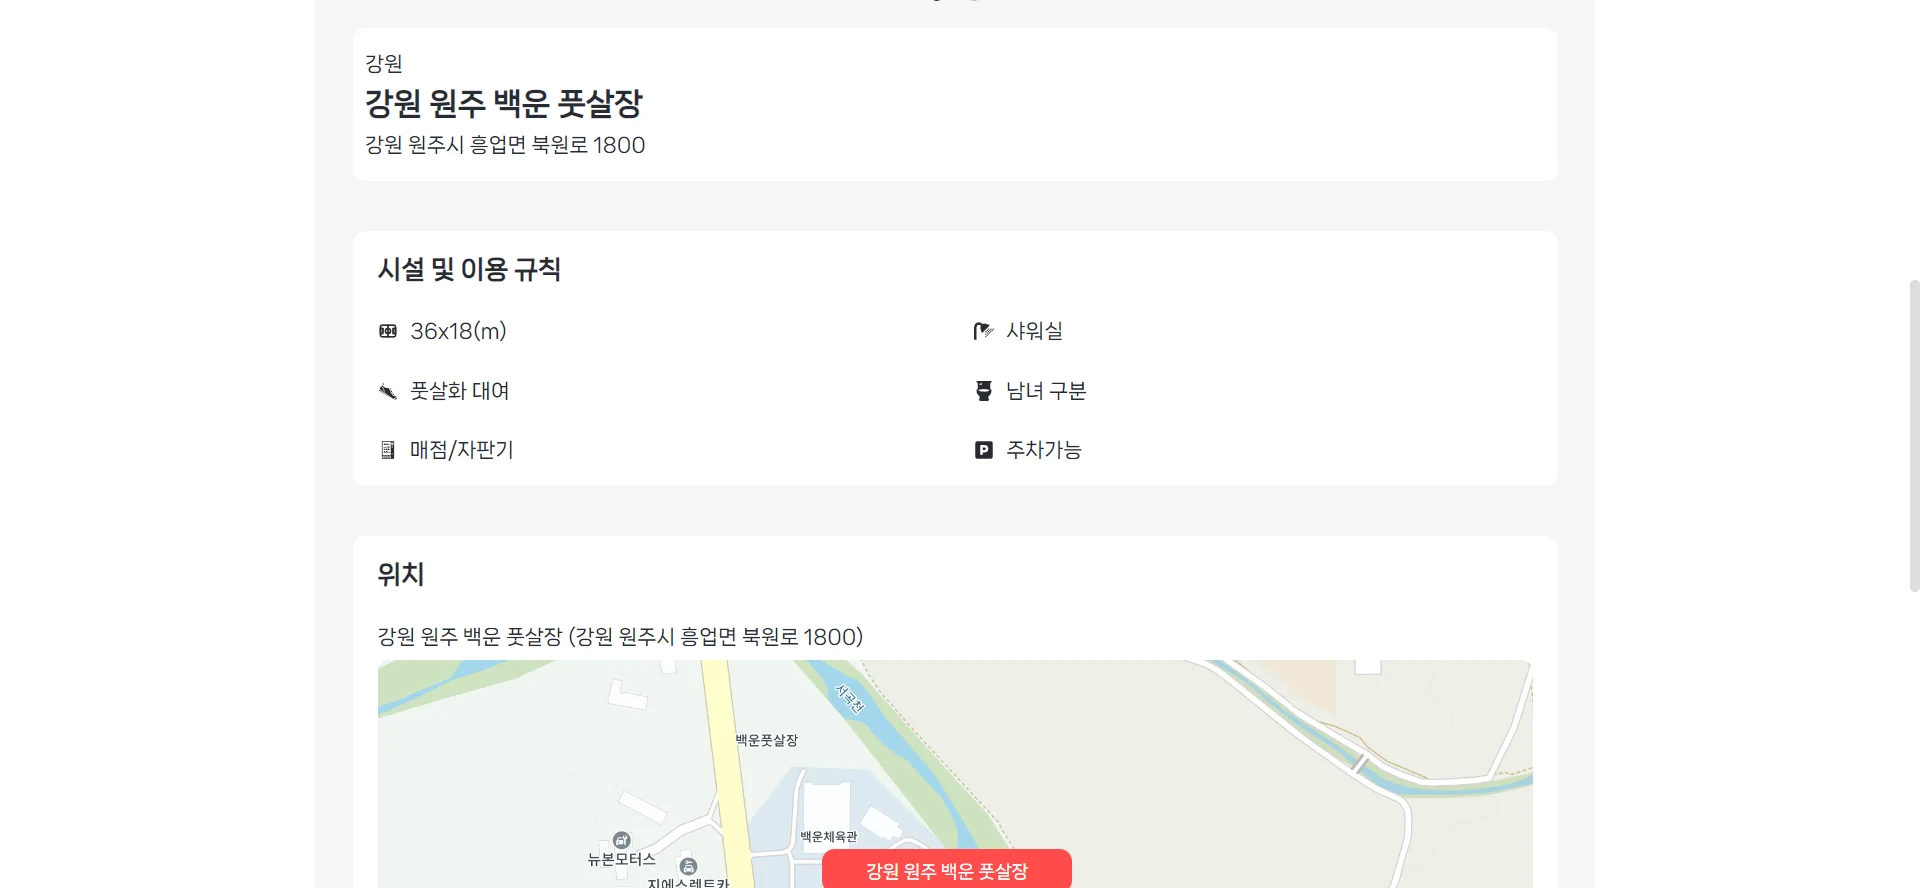 강원
강원 원주 백운 풋살장
강원 원주시 흥업면 북원로 1800
시설 및 이용 규칙
36x18(m)
샤워실
풋살화 대여
남녀 구분
매점/자판기
P 주차가능
위치
강원 원주 백운 풋살장 (강원 원주시 흥업면 북원로 1800)
서곡천
백운풋살장
백운체육관
뉴본모터스
강원 원주 백운 풋살장
지에스렌트카